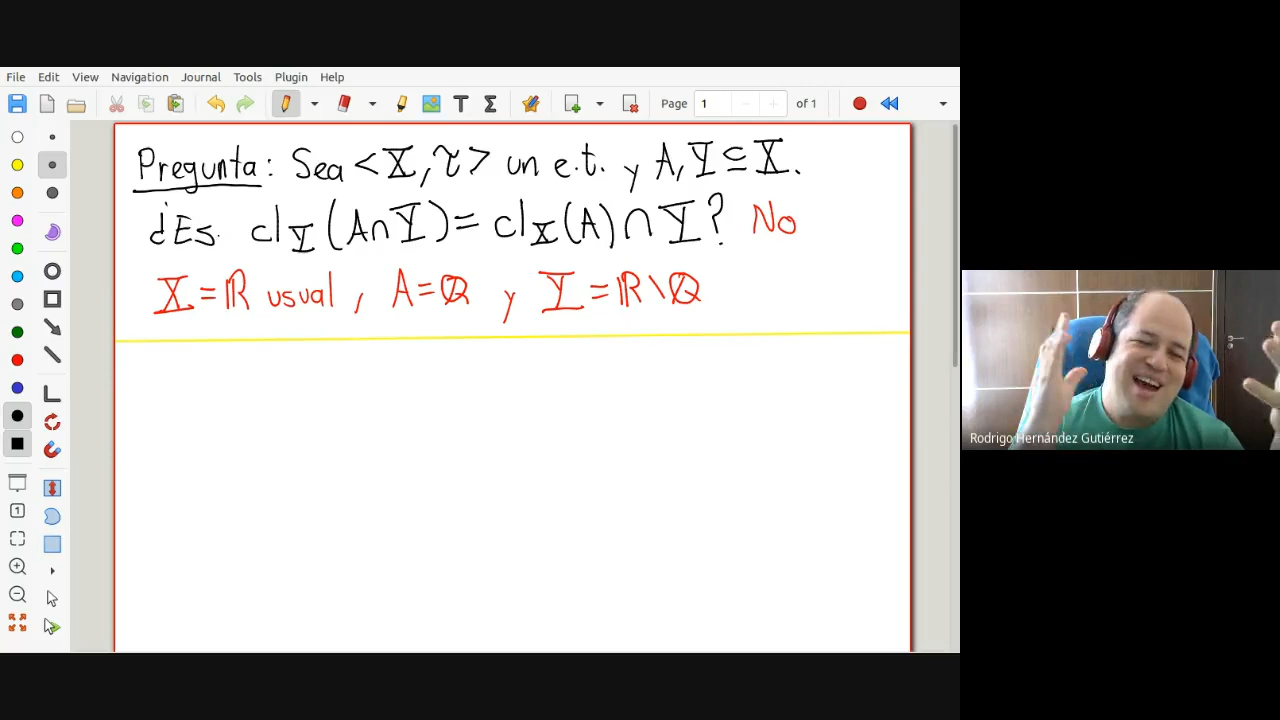 File Edit View Navigation Journal Tools Plugin Help
Page 1 of 1
Pregunta: Sea <X, τ> un e.t. y A, Y ⊆ X.
¿Es cl_Y(A∩Y) = cl_X(A)∩Y? No
X = ℝ usual, A = ℚ y Y = ℝ\ℚ
Rodrigo Hernández Gutiérrez